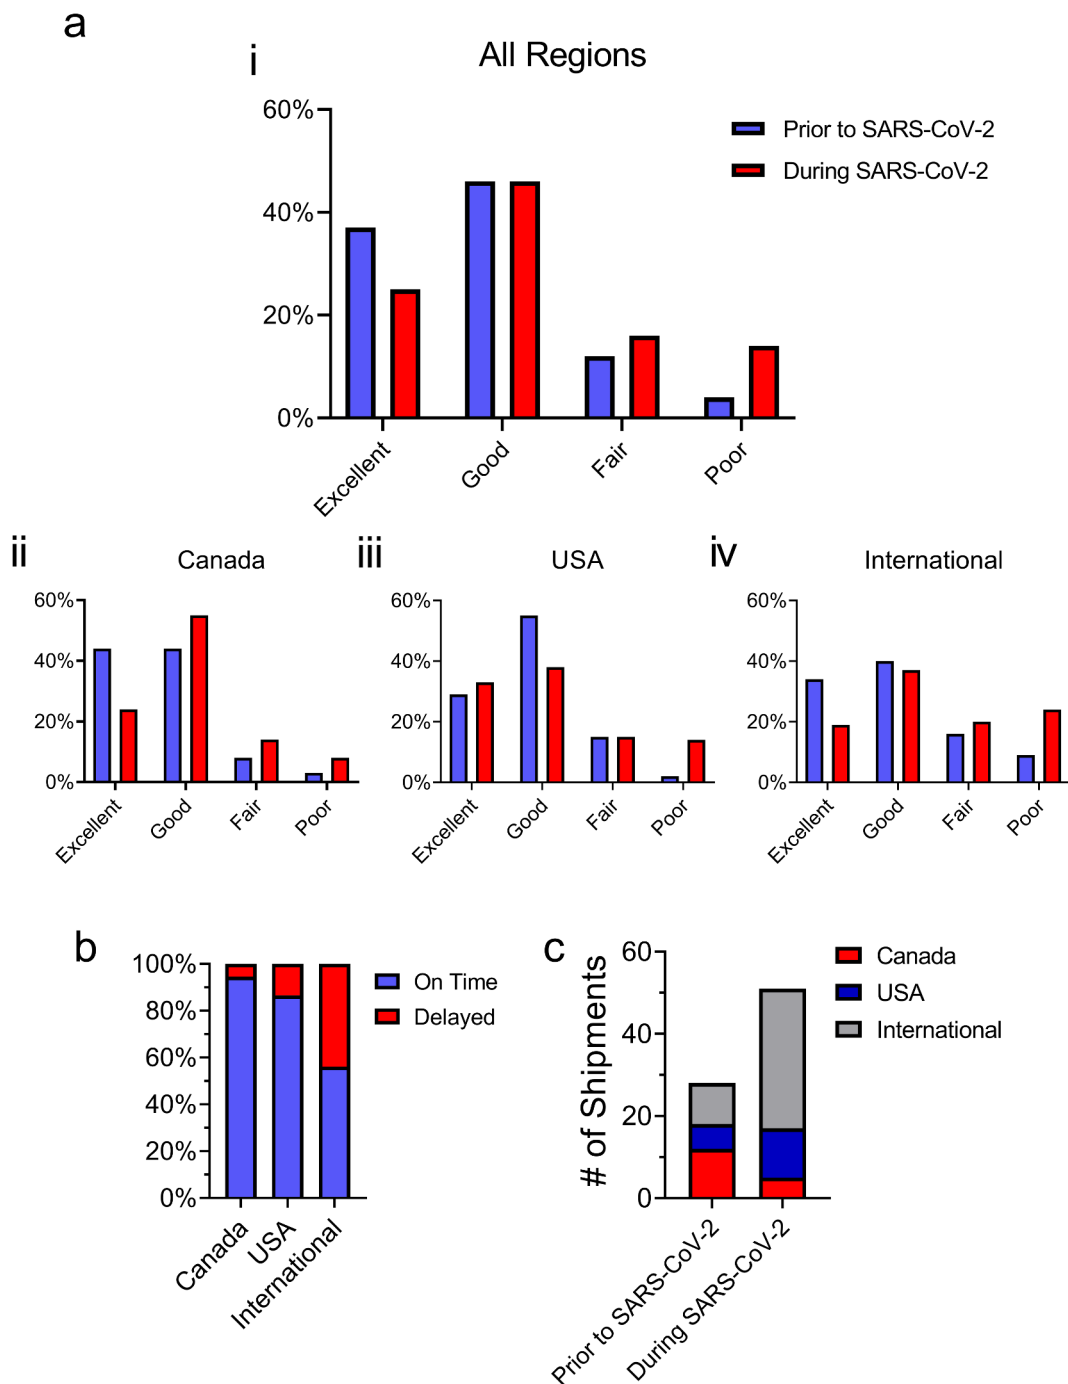 a
i
All Regions
60%
40%
20%
0%
Prior to SARS-CoV-2
During SARS-CoV-2
Excellent
Good
Fair
Poor
ii
Canada
60%
40%
20%
0%
Excellent
Good
Fair
Poor
iii
USA
60%
40%
20%
0%
Excellent
Good
Fair
Poor
iv
International
60%
40%
20%
0%
Excellent
Good
Fair
Poor
b
100%
80%
60%
40%
20%
0%
On Time
Delayed
Canada
USA
International
c
# of Shipments
60
40
20
0
Canada
USA
International
Prior to SARS-CoV-2
During SARS-CoV-2